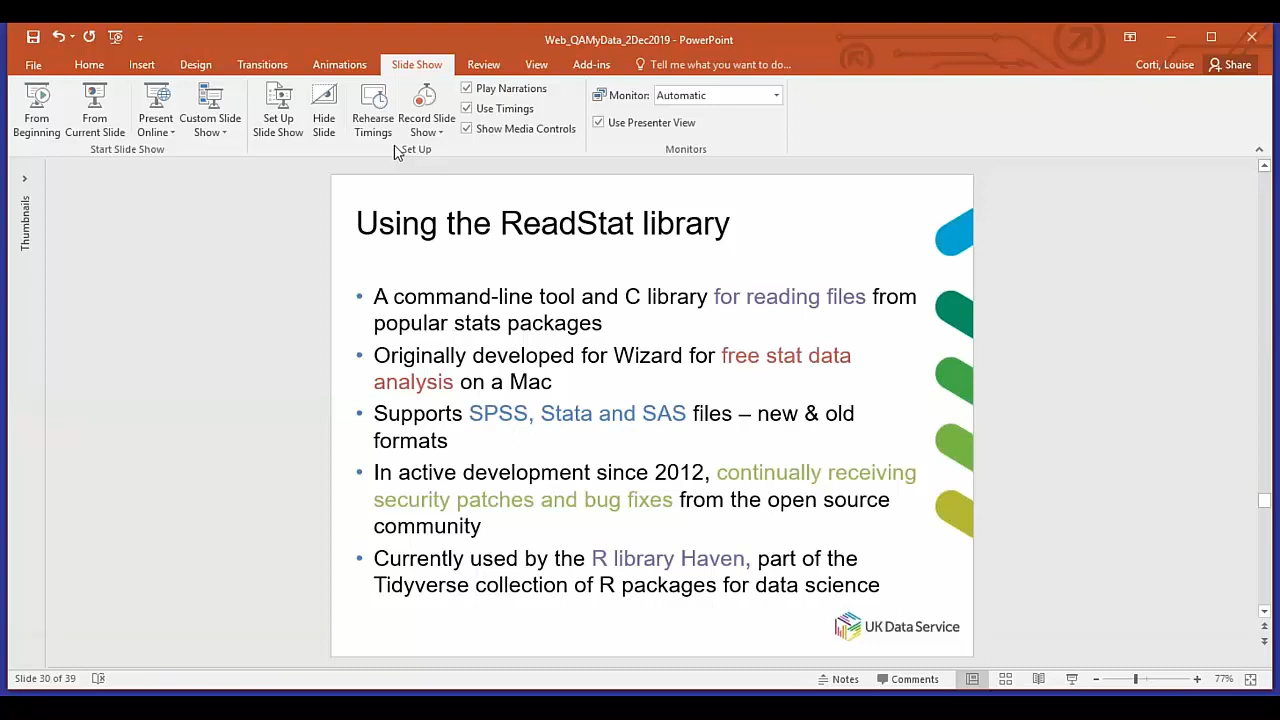 Web_QAMyData_2Dec2019 - PowerPoint
File Home Insert Design Transitions Animations Slide Show Review View Add-ins Tell me what you want to do... Corti, Louise Share
From Beginning
From Current Slide
Present Online
Custom Slide Show
Start Slide Show
Set Up Slide Show
Hide Slide
Rehearse Timings
Record Slide Show
Play Narrations
Use Timings
Show Media Controls
Set Up
Monitor: Automatic
Use Presenter View
Monitors
Thumbnails
Using the ReadStat library
• A command-line tool and C library for reading files from
popular stats packages
• Originally developed for Wizard for free stat data
analysis on a Mac
• Supports SPSS, Stata and SAS files – new & old
formats
• In active development since 2012, continually receiving
security patches and bug fixes from the open source
community
• Currently used by the R library Haven, part of the
Tidyverse collection of R packages for data science
UK Data Service
Slide 30 of 39 Notes Comments 77%